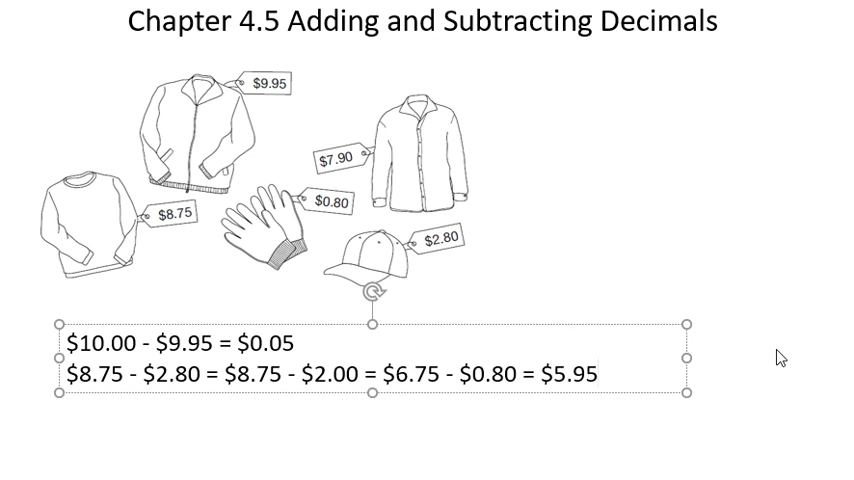 Chapter 4.5 Adding and Subtracting Decimals
$9.95
$7.90
$8.75
$0.80
$2.80
$10.00 - $9.95 = $0.05
$8.75 - $2.80 = $8.75 - $2.00 = $6.75 - $0.80 = $5.95